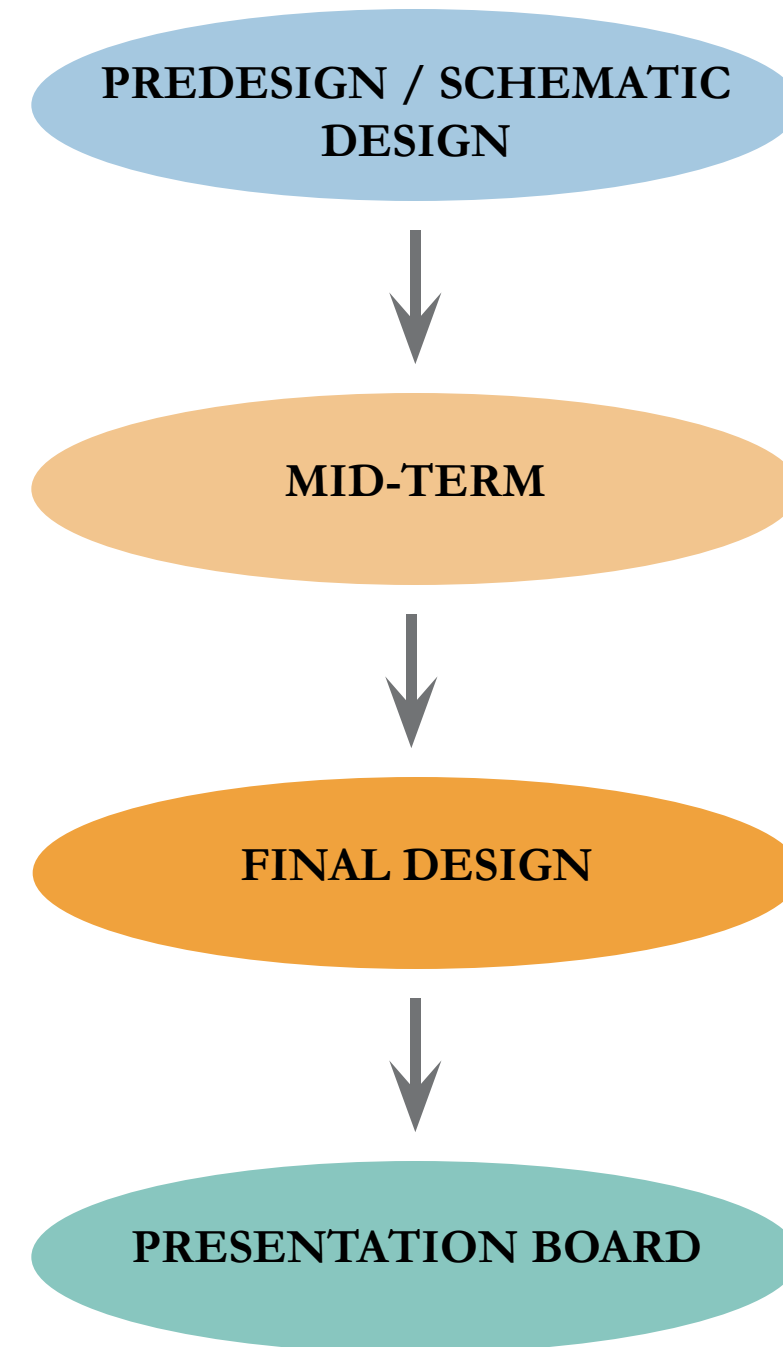 PREDESIGN / SCHEMATIC
DESIGN
MID-TERM
FINAL DESIGN
PRESENTATION BOARD